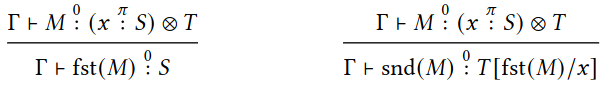 Γ ⊢ M :⁰ (x :π S) ⊗ T
Γ ⊢ fst(M) :⁰ S
Γ ⊢ M :⁰ (x :π S) ⊗ T
Γ ⊢ snd(M) :⁰ T[fst(M)/x]